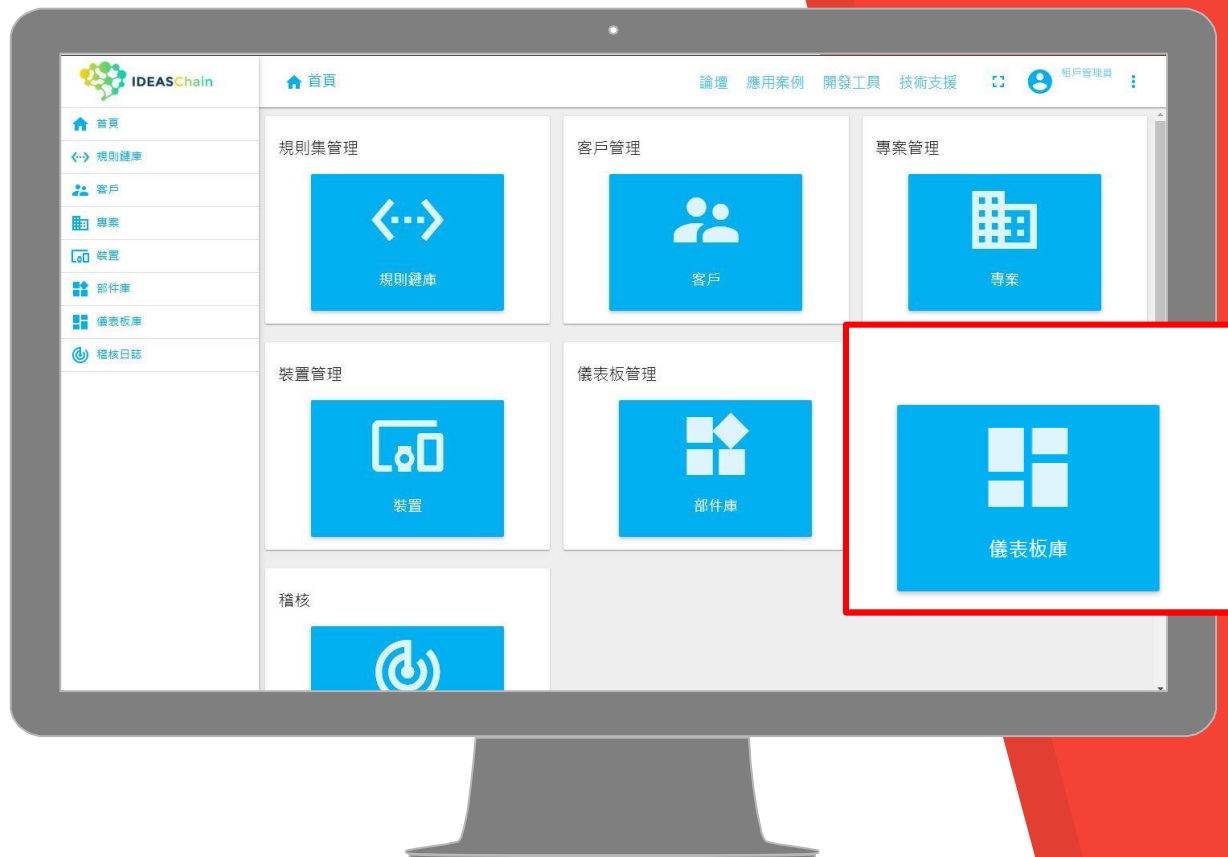 IDEASChain
首頁
論壇 應用案例 開發工具 技術支援
租戶管理員
首頁
規則鏈庫
客戶
專案
裝置
部件庫
儀表板庫
稽核日誌
規則集管理
規則鏈庫
客戶管理
客戶
專案管理
專案
裝置管理
裝置
儀表板管理
部件庫
儀表板庫
稽核